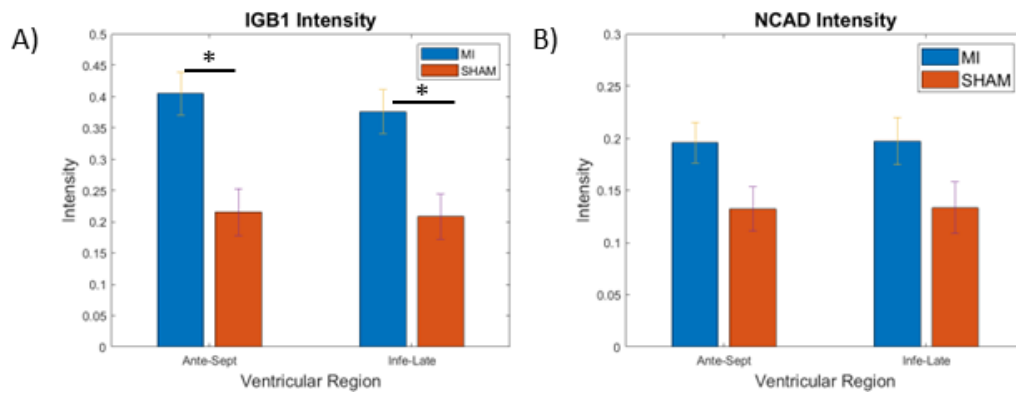 A)
IGB1 Intensity
Intensity
0.5
0.45
0.4
0.35
0.3
0.25
0.2
0.15
0.1
0.05
0
*
*
MI
SHAM
Ante-Sept
Infe-Late
Ventricular Region
B)
NCAD Intensity
Intensity
0.3
0.25
0.2
0.15
0.1
0.05
0
MI
SHAM
Ante-Sept
Infe-Late
Ventricular Region